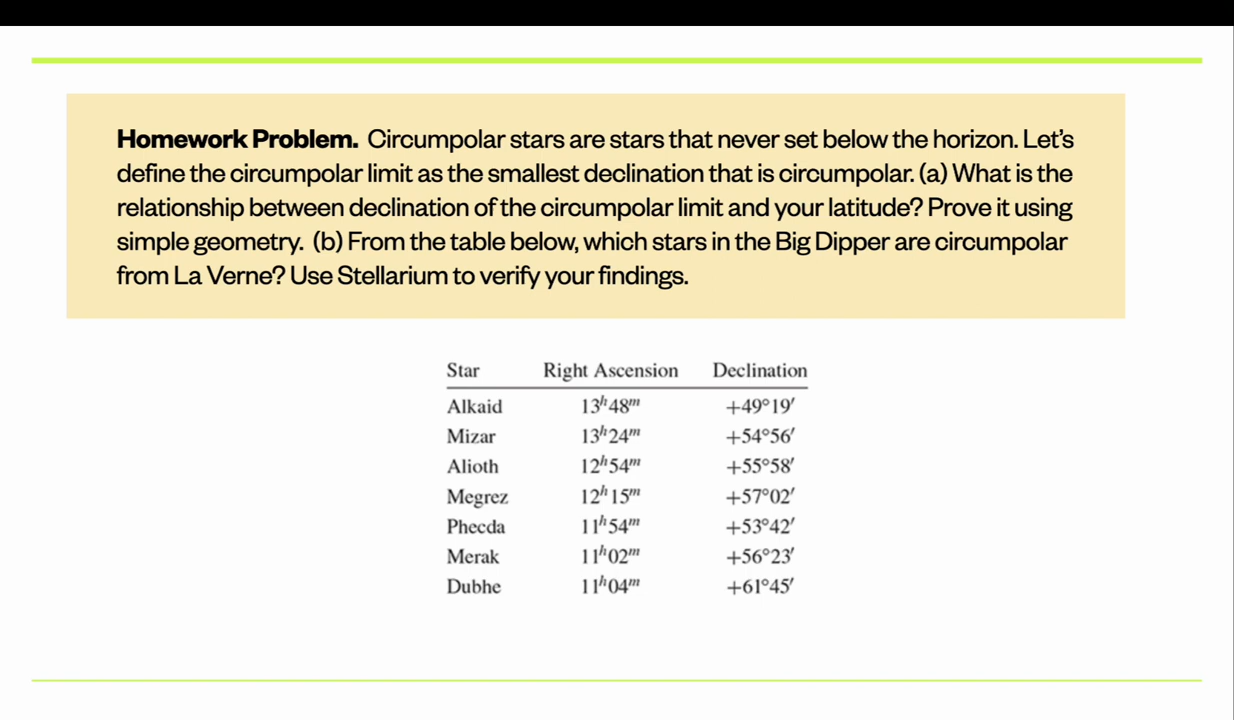 Homework Problem. Circumpolar stars are stars that never set below the horizon. Let's
define the circumpolar limit as the smallest declination that is circumpolar. (a) What is the
relationship between declination of the circumpolar limit and your latitude? Prove it using
simple geometry. (b) From the table below, which stars in the Big Dipper are circumpolar
from La Verne? Use Stellarium to verify your findings.
Star Right Ascension Declination
Alkaid 13h48m +49°19′
Mizar 13h24m +54°56′
Alioth 12h54m +55°58′
Megrez 12h15m +57°02′
Phecda 11h54m +53°42′
Merak 11h02m +56°23′
Dubhe 11h04m +61°45′